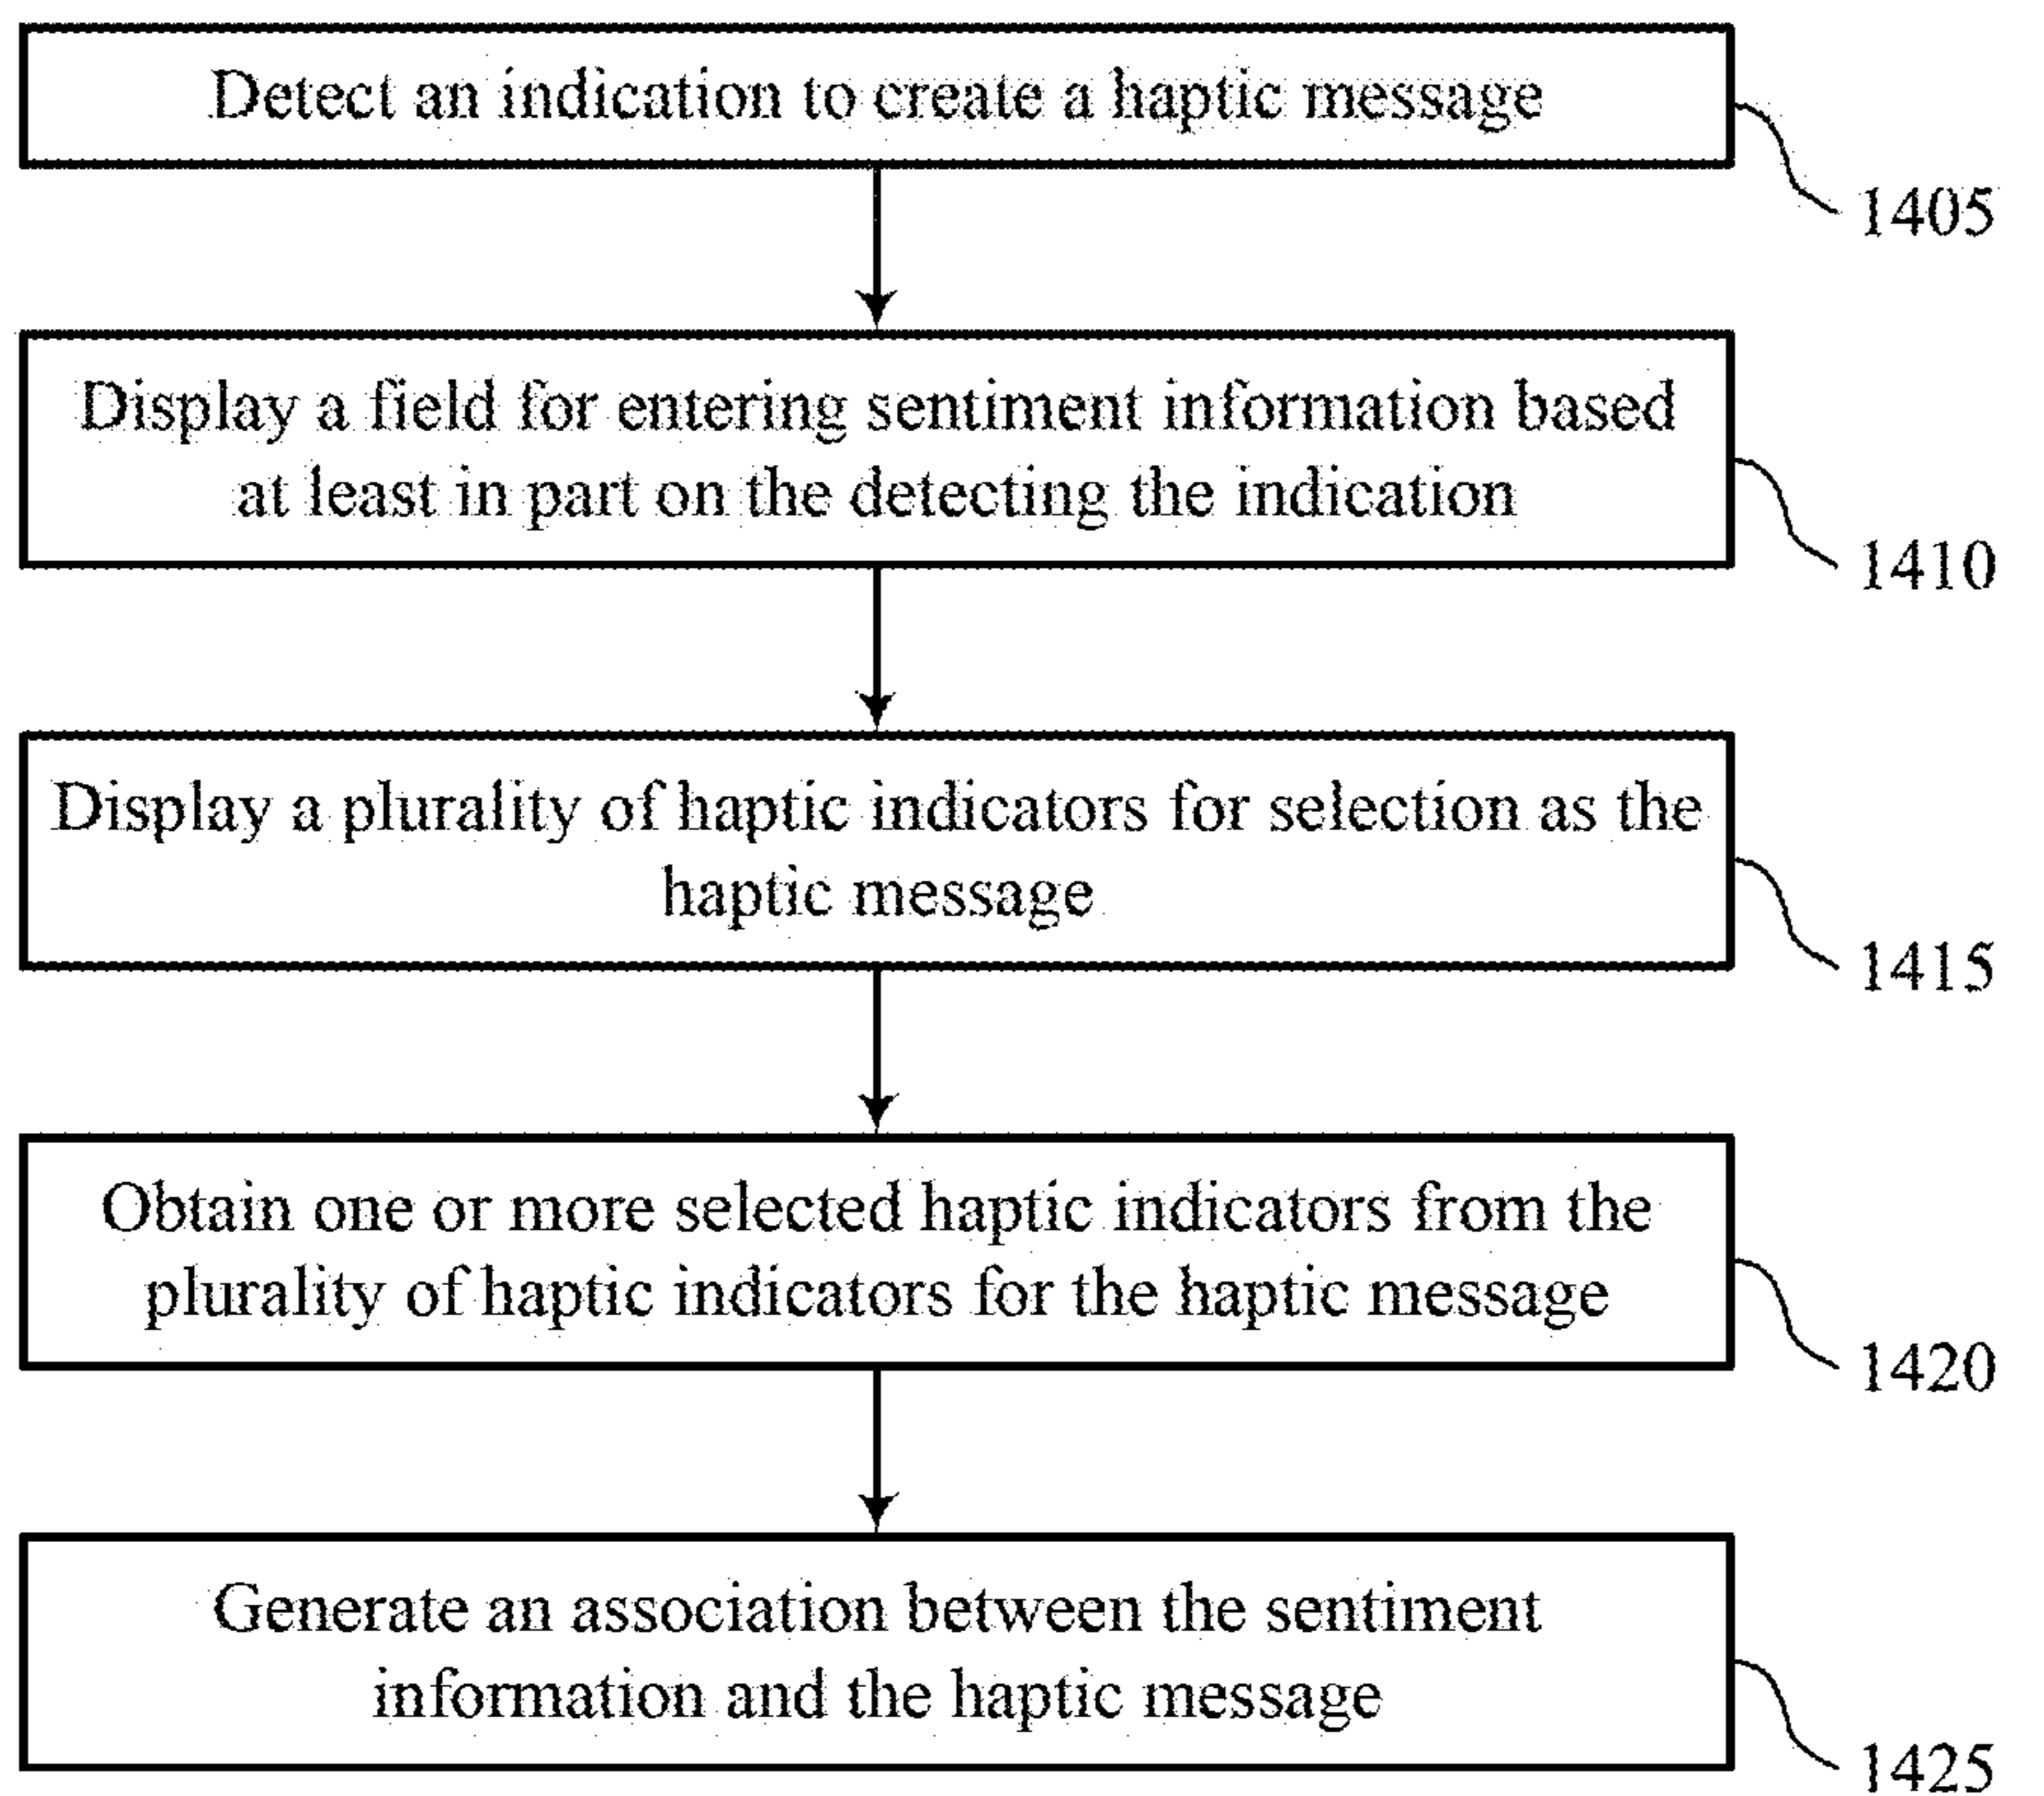 Detect an indication to create a haptic message
1405
Display a field for entering sentiment information based
at least in part on the detecting the indication
1410
Display a plurality of haptic indicators for selection as the
haptic message
1415
Obtain one or more selected haptic indicators from the
plurality of haptic indicators for the haptic message
1420
Generate an association between the sentiment
information and the haptic message
1425